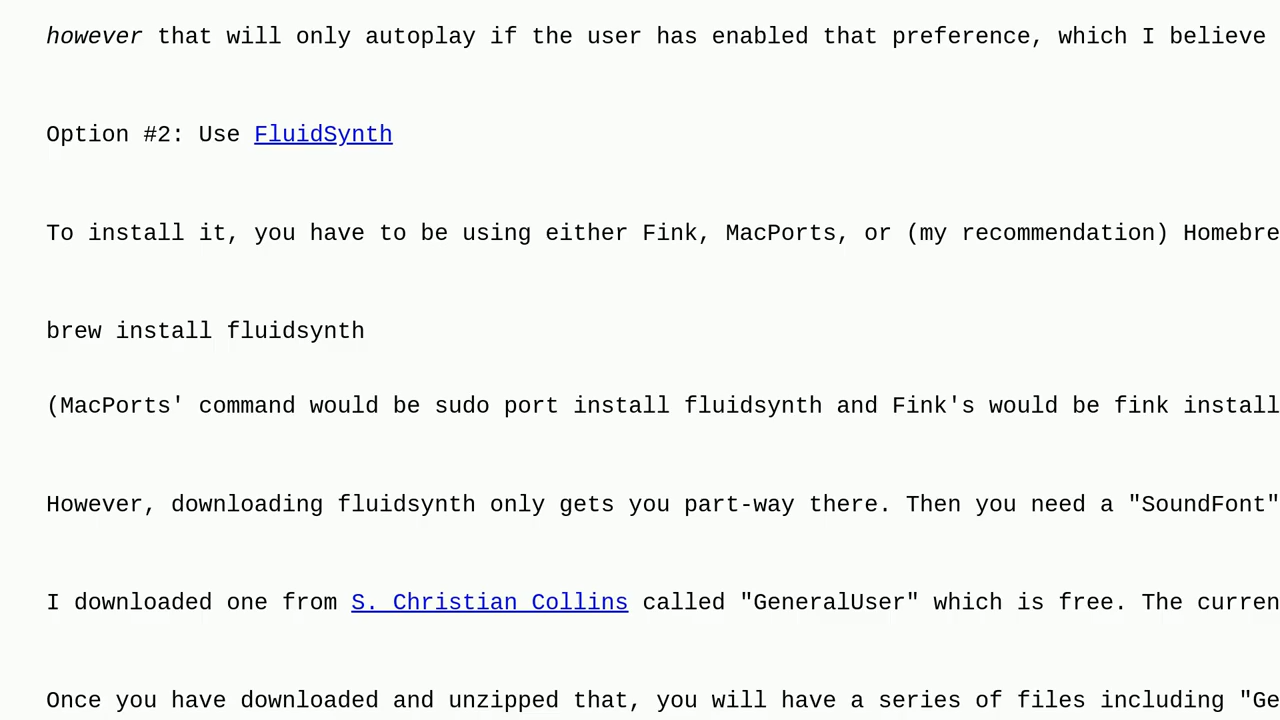 however that will only autoplay if the user has enabled that preference, which I believe
Option #2: Use FluidSynth
To install it, you have to be using either Fink, MacPorts, or (my recommendation) Homebre
brew install fluidsynth
(MacPorts' command would be sudo port install fluidsynth and Fink's would be fink install
However, downloading fluidsynth only gets you part-way there. Then you need a "SoundFont"
I downloaded one from S. Christian Collins called "GeneralUser" which is free. The curren
Once you have downloaded and unzipped that, you will have a series of files including "Ge